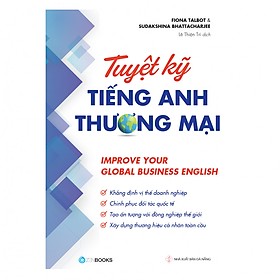 FIONA TALBOT &
SUDAKSHINA BHATTACHARJEE
Lê Thiện Trí dịch
Tuyệt kỹ
TIẾNG ANH
THƯƠNG MẠI
IMPROVE YOUR
GLOBAL BUSINESS ENGLISH
Khẳng định vị thế doanh nghiệp
Chinh phục đối tác quốc tế
Tạo ấn tượng với đồng nghiệp thế giới
Xây dựng thương hiệu cá nhân toàn cầu
BOOKS
NHÀ XUẤT BẢN ĐÀ NẴNG